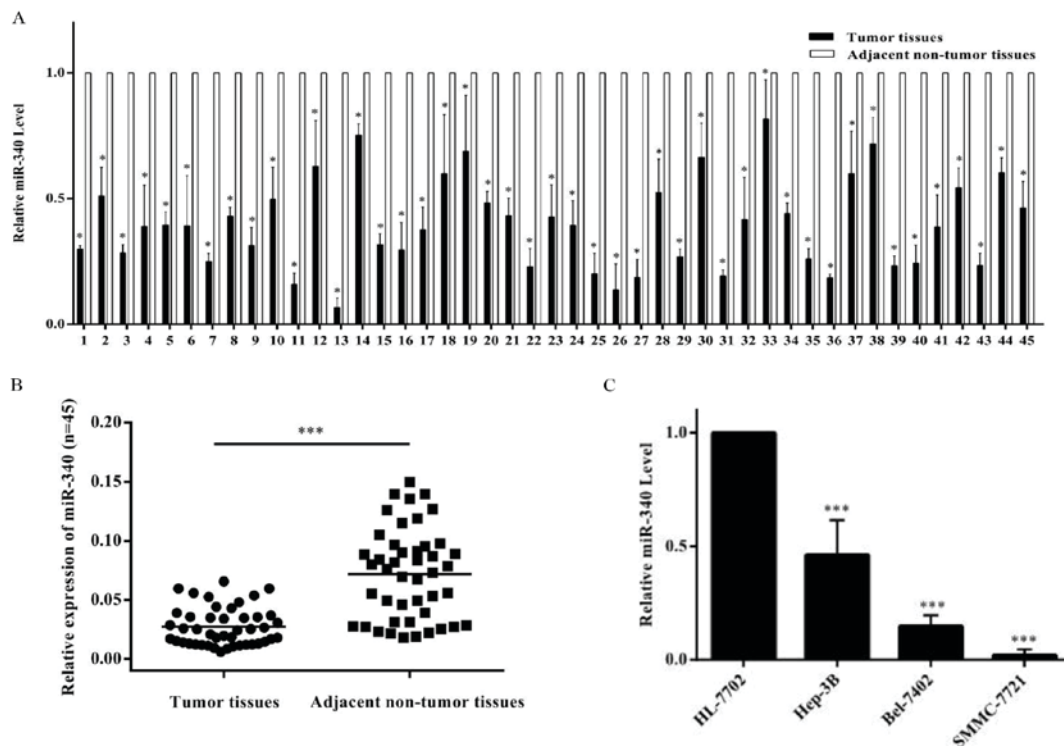 A
Tumor tissues
Adjacent non-tumor tissues
Relative miR-340 Level
1.0
0.5
0.0
* * * * * * * * * * * * * * * * * * * * * * * * * * * * * * * * * * * * * * * * * * * * *
1 2 3 4 5 6 7 8 9 10 11 12 13 14 15 16 17 18 19 20 21 22 23 24 25 26 27 28 29 30 31 32 33 34 35 36 37 38 39 40 41 42 43 44 45
B
Relative expression of miR-340 (n=45)
0.20
0.15
0.10
0.05
0.00
***
Tumor tissues Adjacent non-tumor tissues
C
Relative miR-340 Level
1.0
0.5
0.0
***
***
***
HL-7702 Hep-3B Bel-7402 SMMC-7721